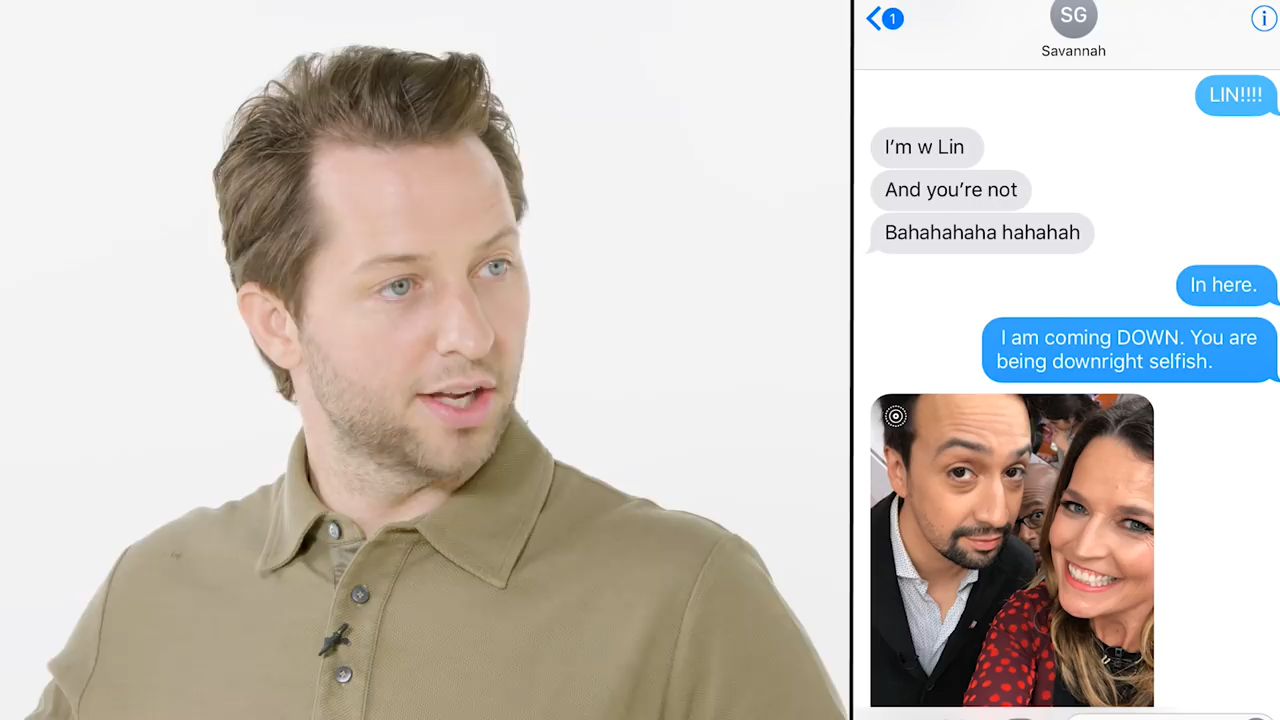 1
SG
i
Savannah
LIN!!!!
I'm w Lin
And you're not
Bahahahaha hahahah
In here.
I am coming DOWN. You are
being downright selfish.